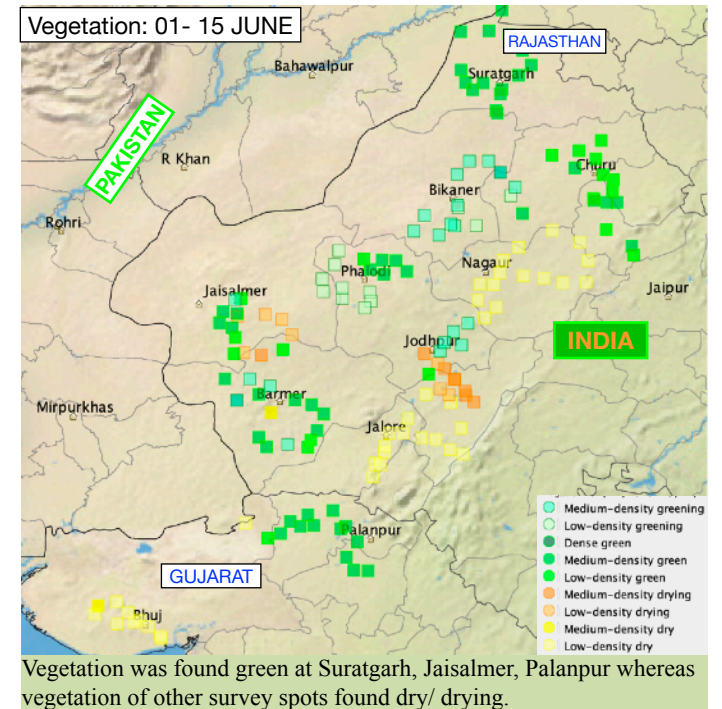 Vegetation: 01- 15 JUNE
RAJASTHAN
Bahawalpur
Suratgarh
PAKISTAN
R Khan
Churu
Bikaner
Rohri
Phalodi
Nagaur
Jaisalmer
Jaipur
Jodhpur
INDIA
Barmer
Mirpurkhas
Jalore
Palanpur
GUJARAT
Bhuj
Medium-density greening
Low-density greening
Dense green
Medium-density green
Low-density green
Medium-density drying
Low-density drying
Medium-density dry
Low-density dry
Vegetation was found green at Suratgarh, Jaisalmer, Palanpur whereas
vegetation of other survey spots found dry/ drying.